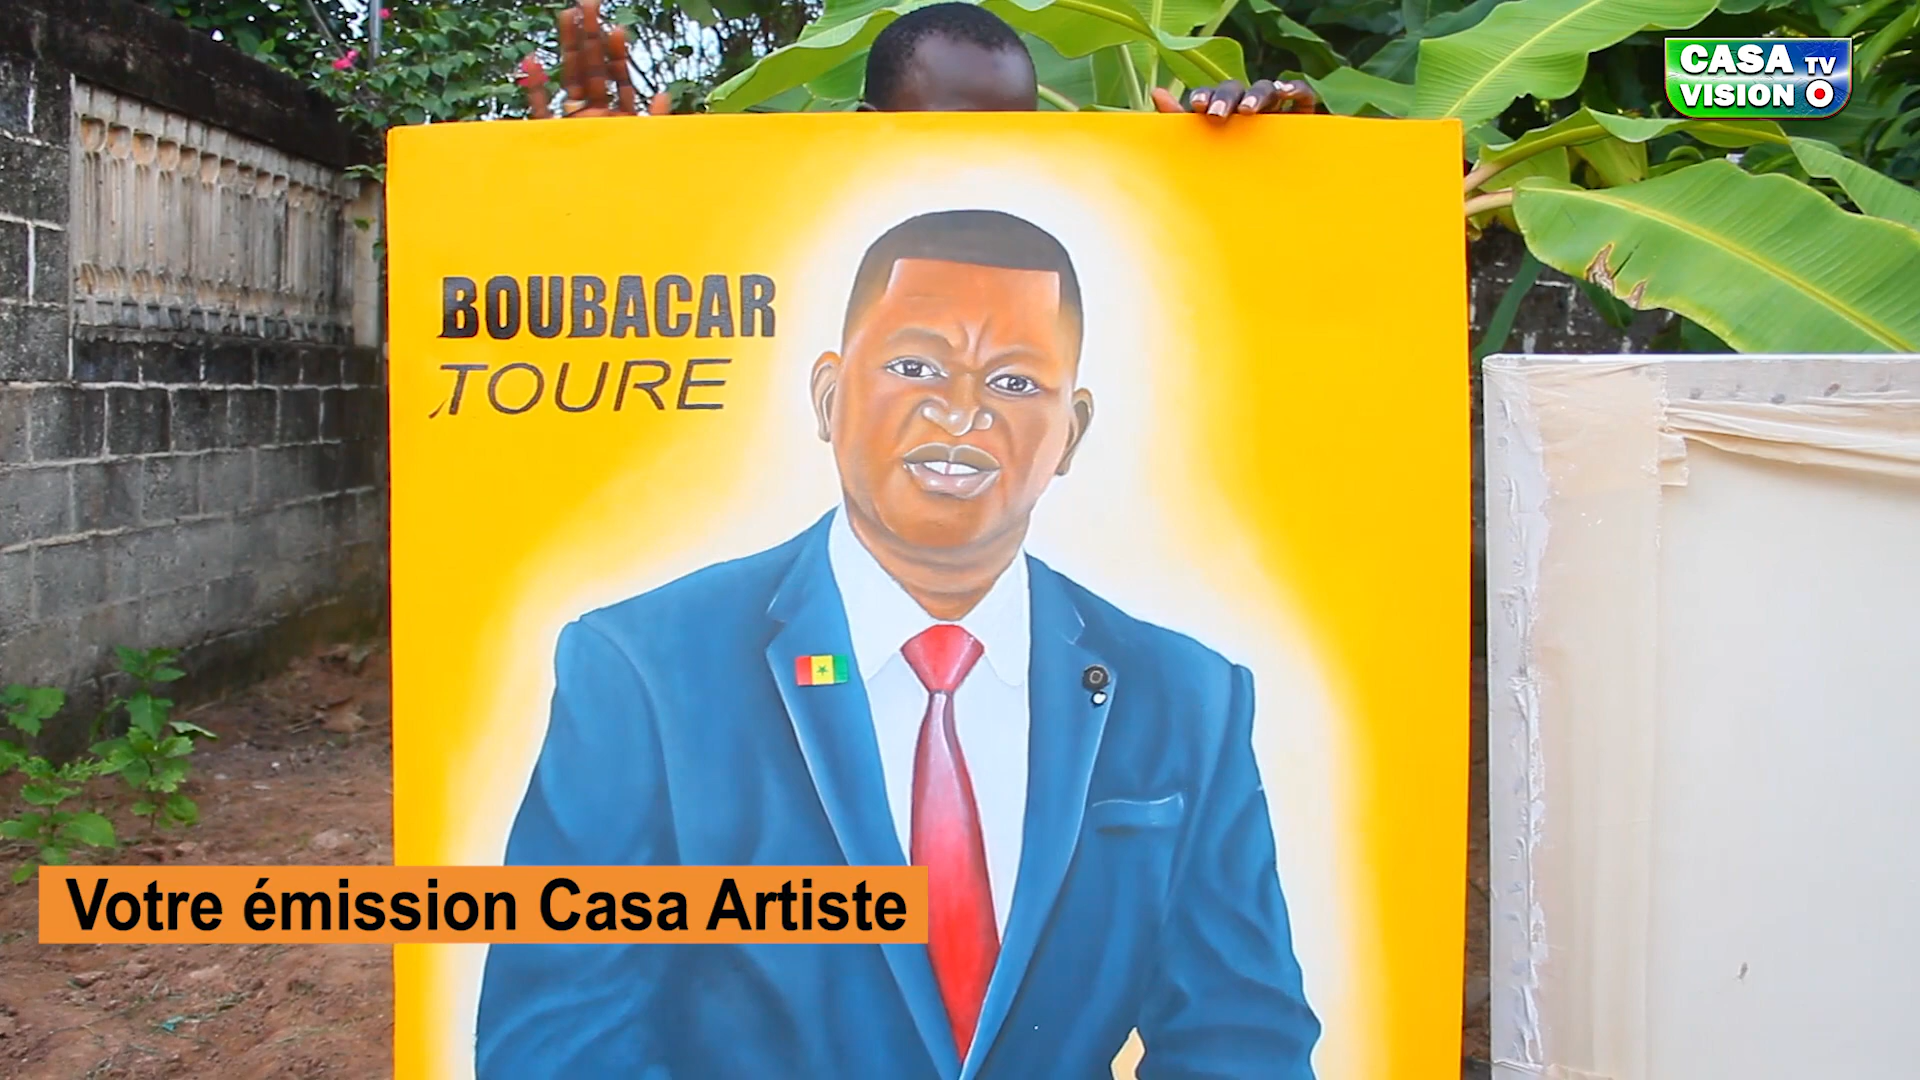 CASA TV
VISION
BOUBACAR
TOURE
Votre émission Casa Artiste